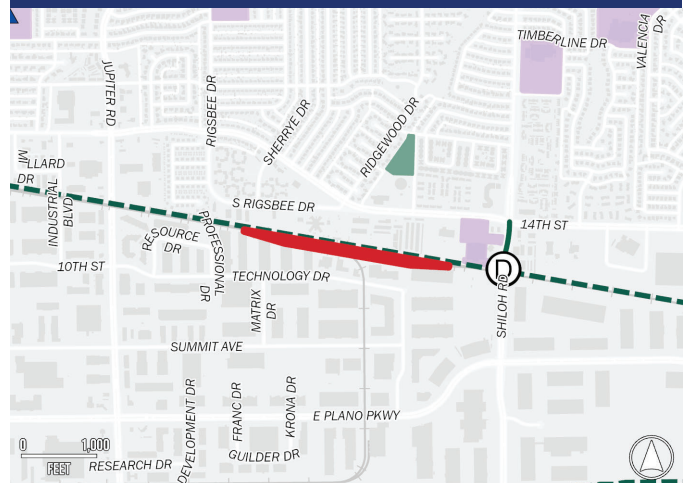 TIMBERLINE DR
VALENCIA
DR
JUPITER RD
RIGSBEE DR
SHERRYE DR
RIDGEWOOD DR
MILLARD
DR
INDUSTRIAL
BLVD
S RIGSBEE DR
14TH ST
RESOURCE
DR
PROFESSIONAL
DR
10TH ST
D
TECHNOLOGY DR
MATRIX
DR
SHILOH RD
SUMMIT AVE
DEVELOPMENT DR
FRANC DR
KRONA DR
E PLANO PKWY
GUILDER DR
RESEARCH DR
0 1,000
FEET